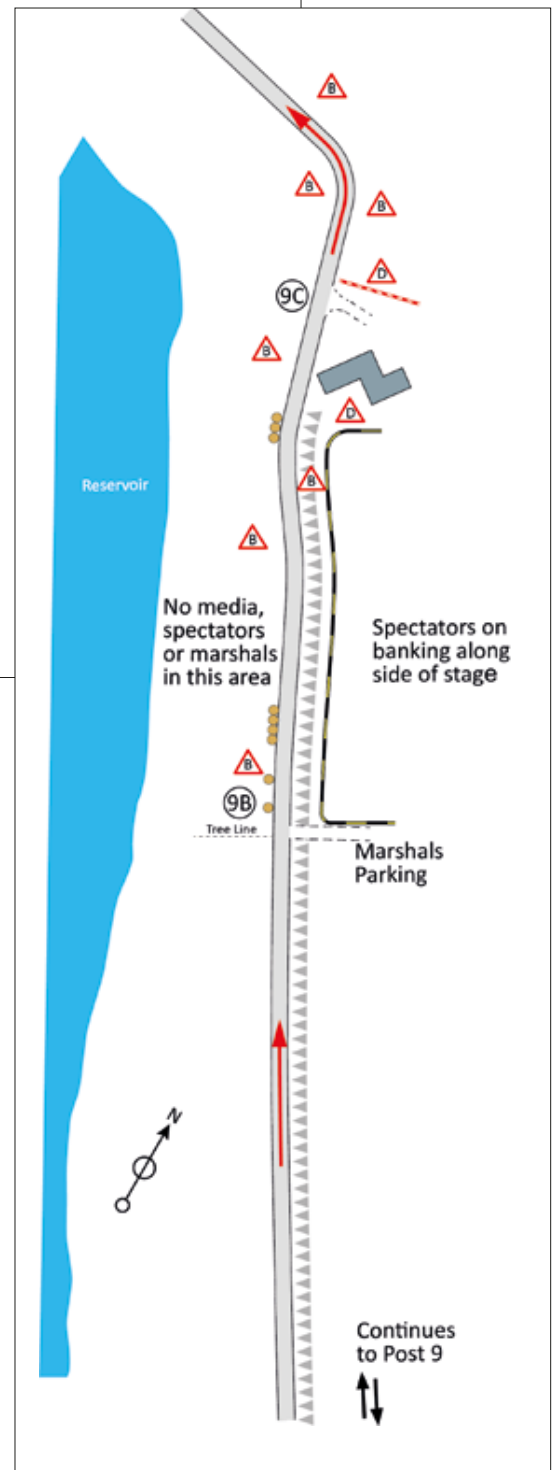 B
B
B
D
9C
B
D
B
Reservoir
B
No media,
spectators
or marshals
in this area
Spectators on
banking along
side of stage
B
9B
Tree Line
Marshals
Parking
N
Continues
to Post 9